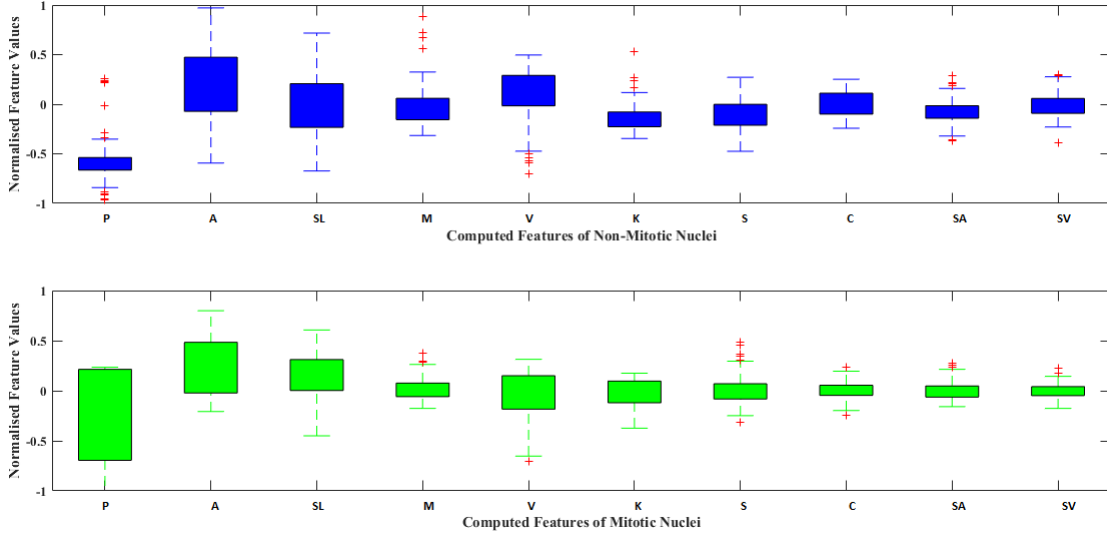 Normalised Feature Values
1
0.5
0
-0.5
-1
P A SL M V K S C SA SV
Computed Features of Non-Mitotic Nuclei
Normalised Feature Values
1
0.5
0
-0.5
-1
P A SL M V K S C SA SV
Computed Features of Mitotic Nuclei